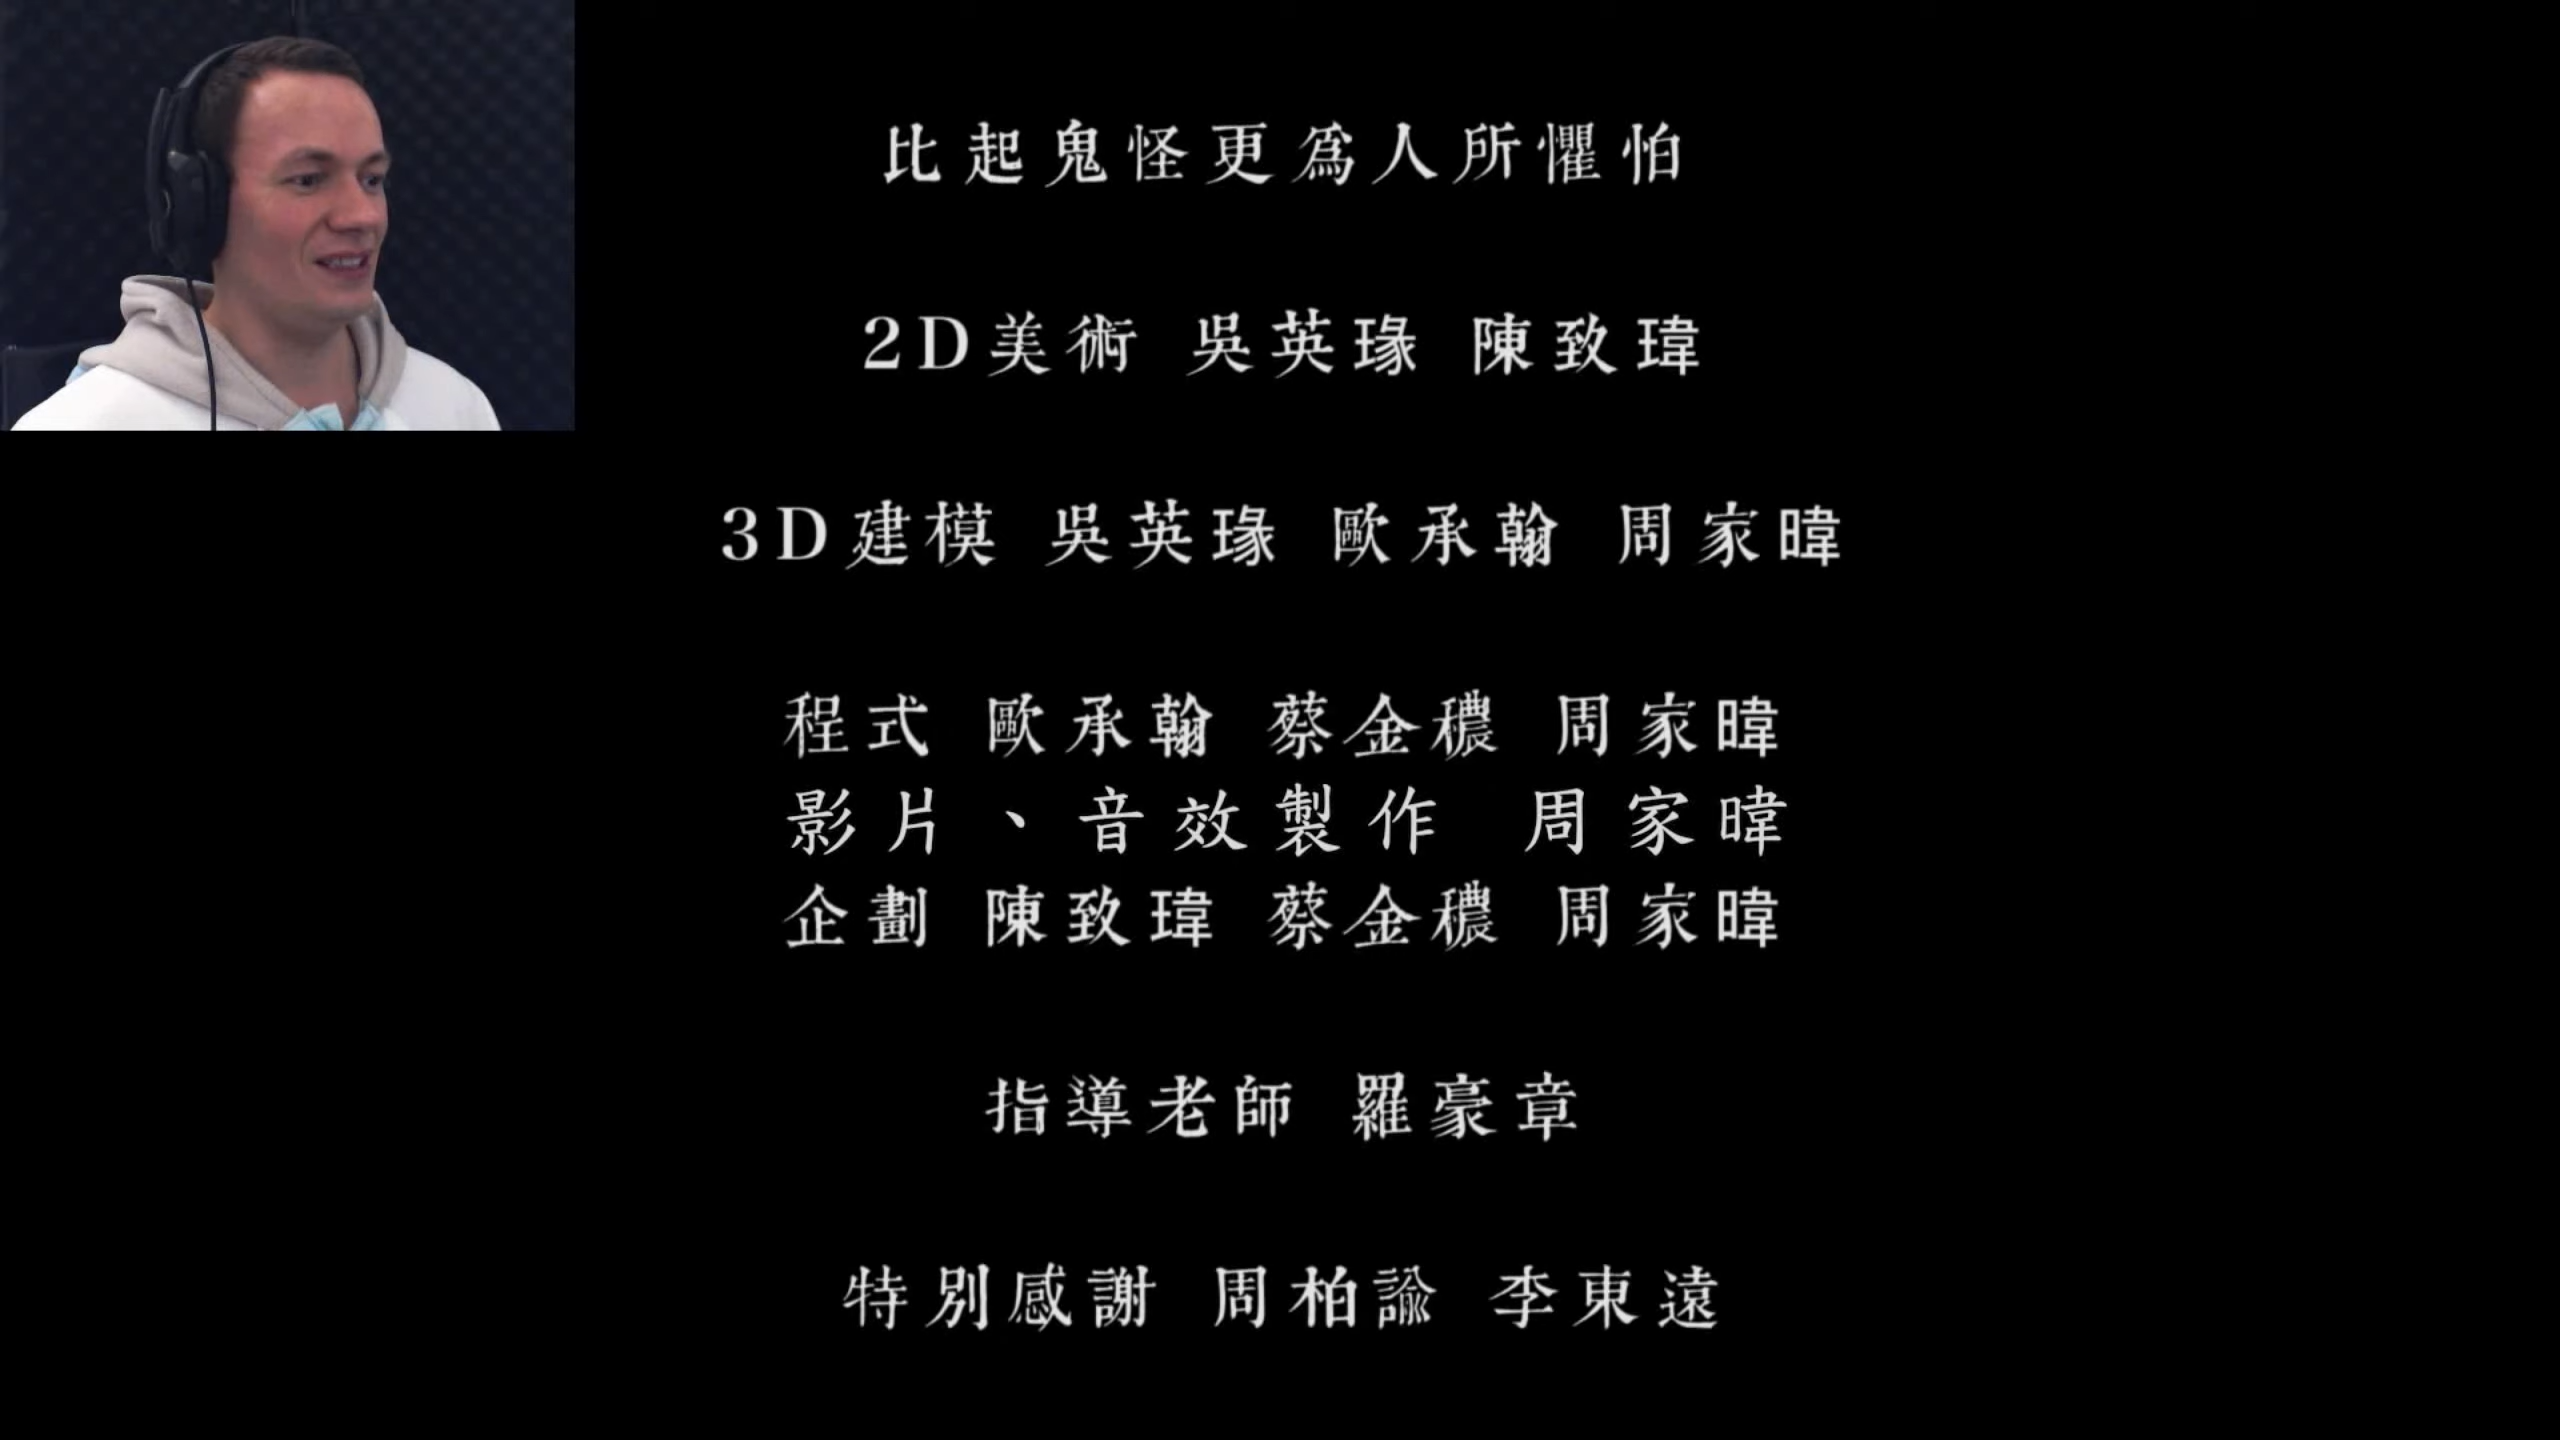 比起鬼怪更為人所懼怕
2D美術 吳英瑑 陳致瑋
3D建模 吳英瑑 歐承翰 周家暐
程式 歐承翰 蔡金穠 周家暐
影片、音效製作 周家暐
企劃 陳致瑋 蔡金穠 周家暐
指導老師 羅豪章
特別感謝 周柏諭 李東遠